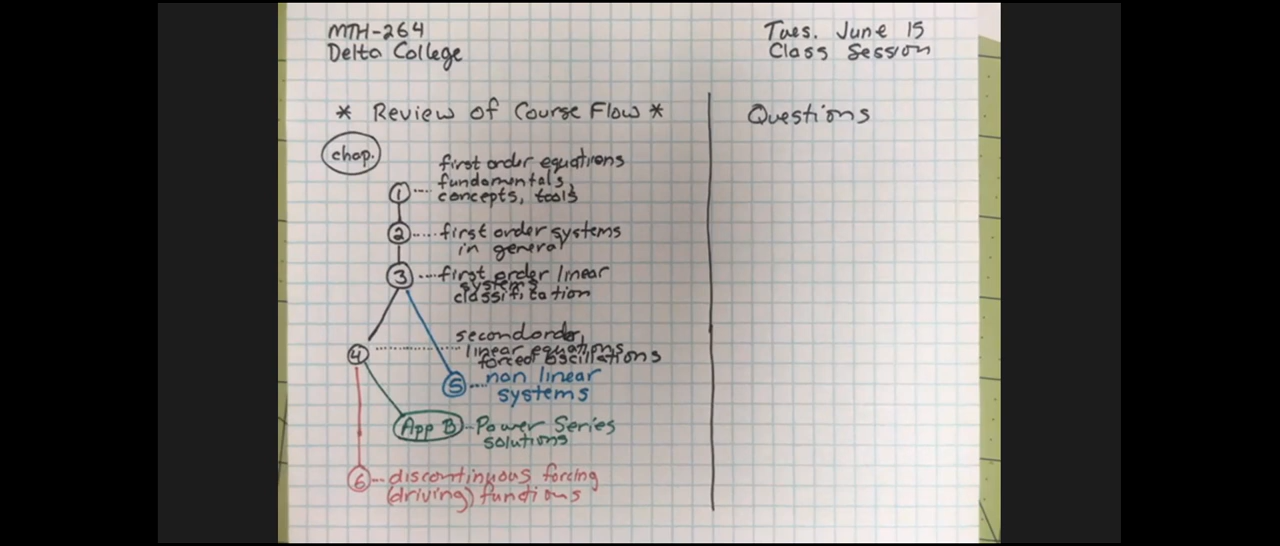 MTH-264
Delta College
Tues. June 15
Class Session
* Review of Course Flow *
Questions
chap.
1 first order equations
fundamentals,
concepts, tools
2 first order systems
in general
3 first order linear
systems
classification
4 second order,
linear equations,
forced oscillations
5 non linear
systems
App B Power Series
solutions
6 discontinuous forcing
(driving) functions